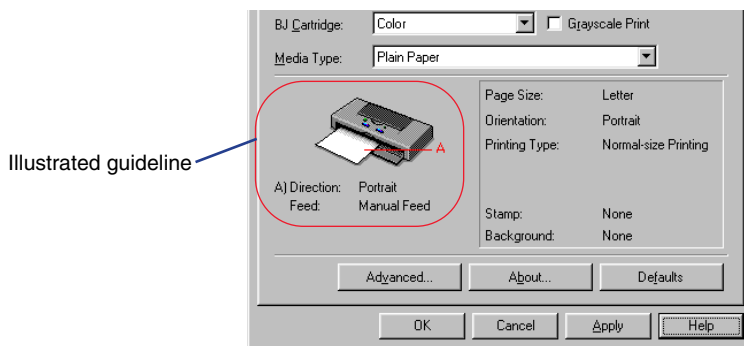 BJ Cartridge: Color Grayscale Print
Media Type: Plain Paper
Illustrated guideline
A
A) Direction: Portrait
Feed: Manual Feed
Page Size: Letter
Orientation: Portrait
Printing Type: Normal-size Printing
Stamp: None
Background: None
Advanced... About... Defaults
OK Cancel Apply Help